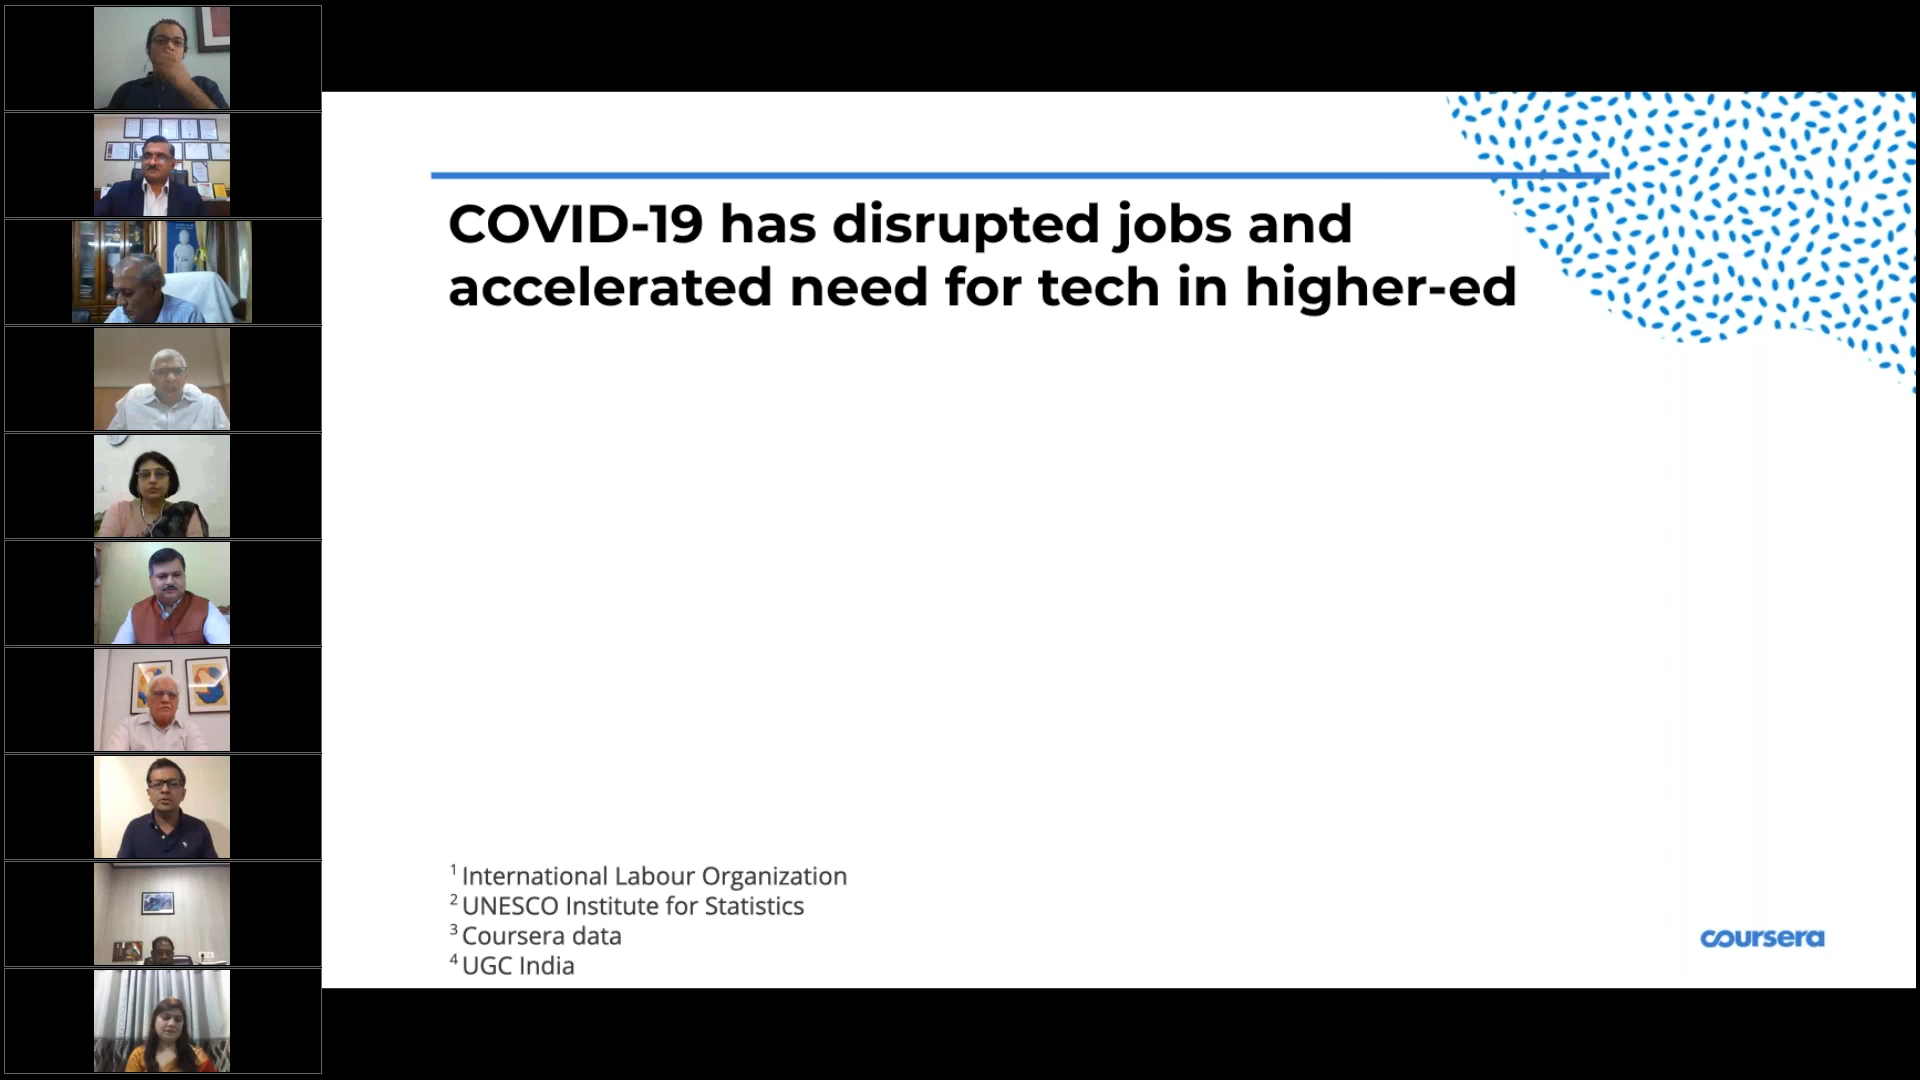 COVID-19 has disrupted jobs and
accelerated need for tech in higher-ed
1 International Labour Organization
2 UNESCO Institute for Statistics
3 Coursera data
4 UGC India
coursera